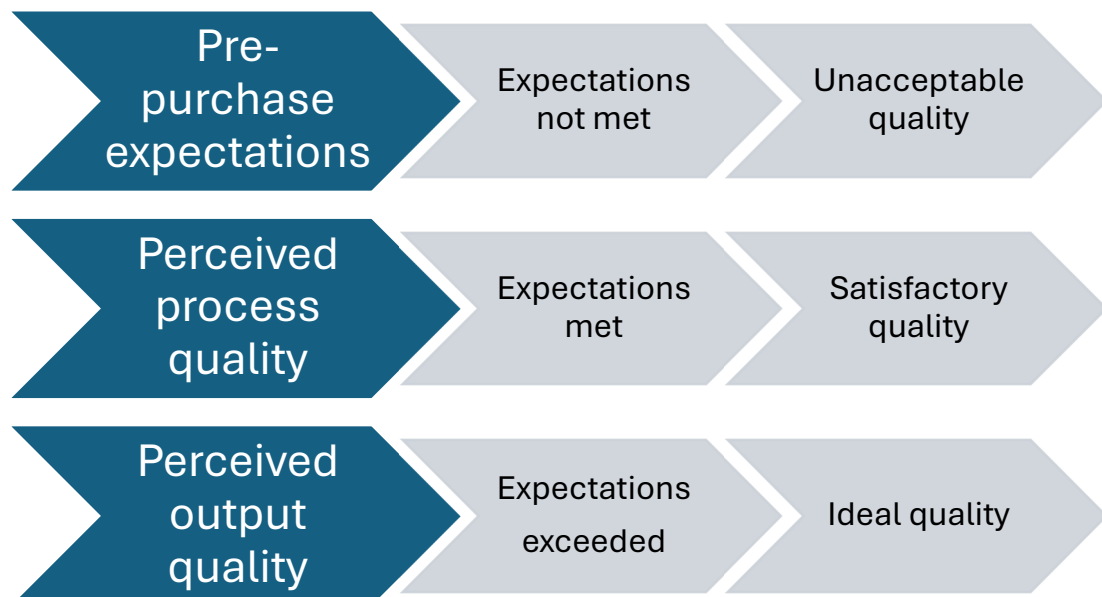 Pre-
purchase
expectations
Expectations
not met
Unacceptable
quality
Perceived
process
quality
Expectations
met
Satisfactory
quality
Perceived
output
quality
Expectations
exceeded
Ideal quality